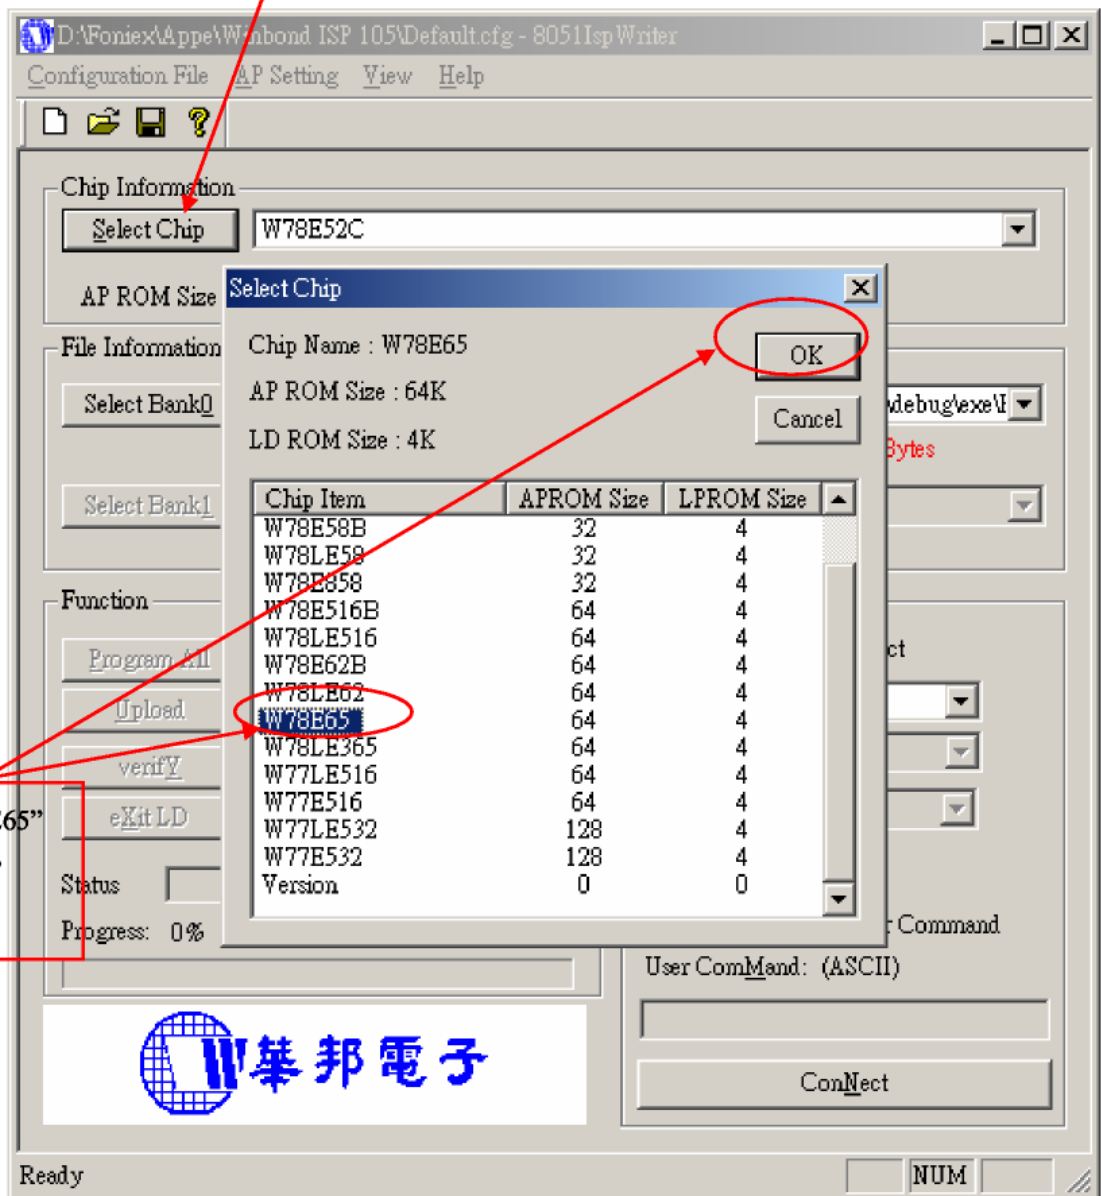 D:\Foniex\Appe\Winbond ISP 105\Default.cfg - 8051IspWriter
Configuration File AP Setting View Help
Chip Information
Select Chip W78E52C
AP ROM Size
Select Chip
File Information
Chip Name : W78E65
OK
Select Bank0
AP ROM Size : 64K
Cancel
\debug\exe\
LD ROM Size : 4K
Bytes
Select Bank1
Chip Item APROM Size LPROM Size
W78E58B 32 4
W78LE58 32 4
W78E858 32 4
W78E516B 64 4
W78LE516 64 4
W78E62B 64 4
W78LE62 64 4
W78E65 64 4
W78LE365 64 4
W77LE516 64 4
W77E516 64 4
W77LE532 128 4
W77E532 128 4
Version 0 0
Function
Program All
ct
Upload
verifY
E65”
eXit LD
Status
Progress: 0%
r Command
User ComMand: (ASCII)
華邦電子
ConNect
Ready NUM